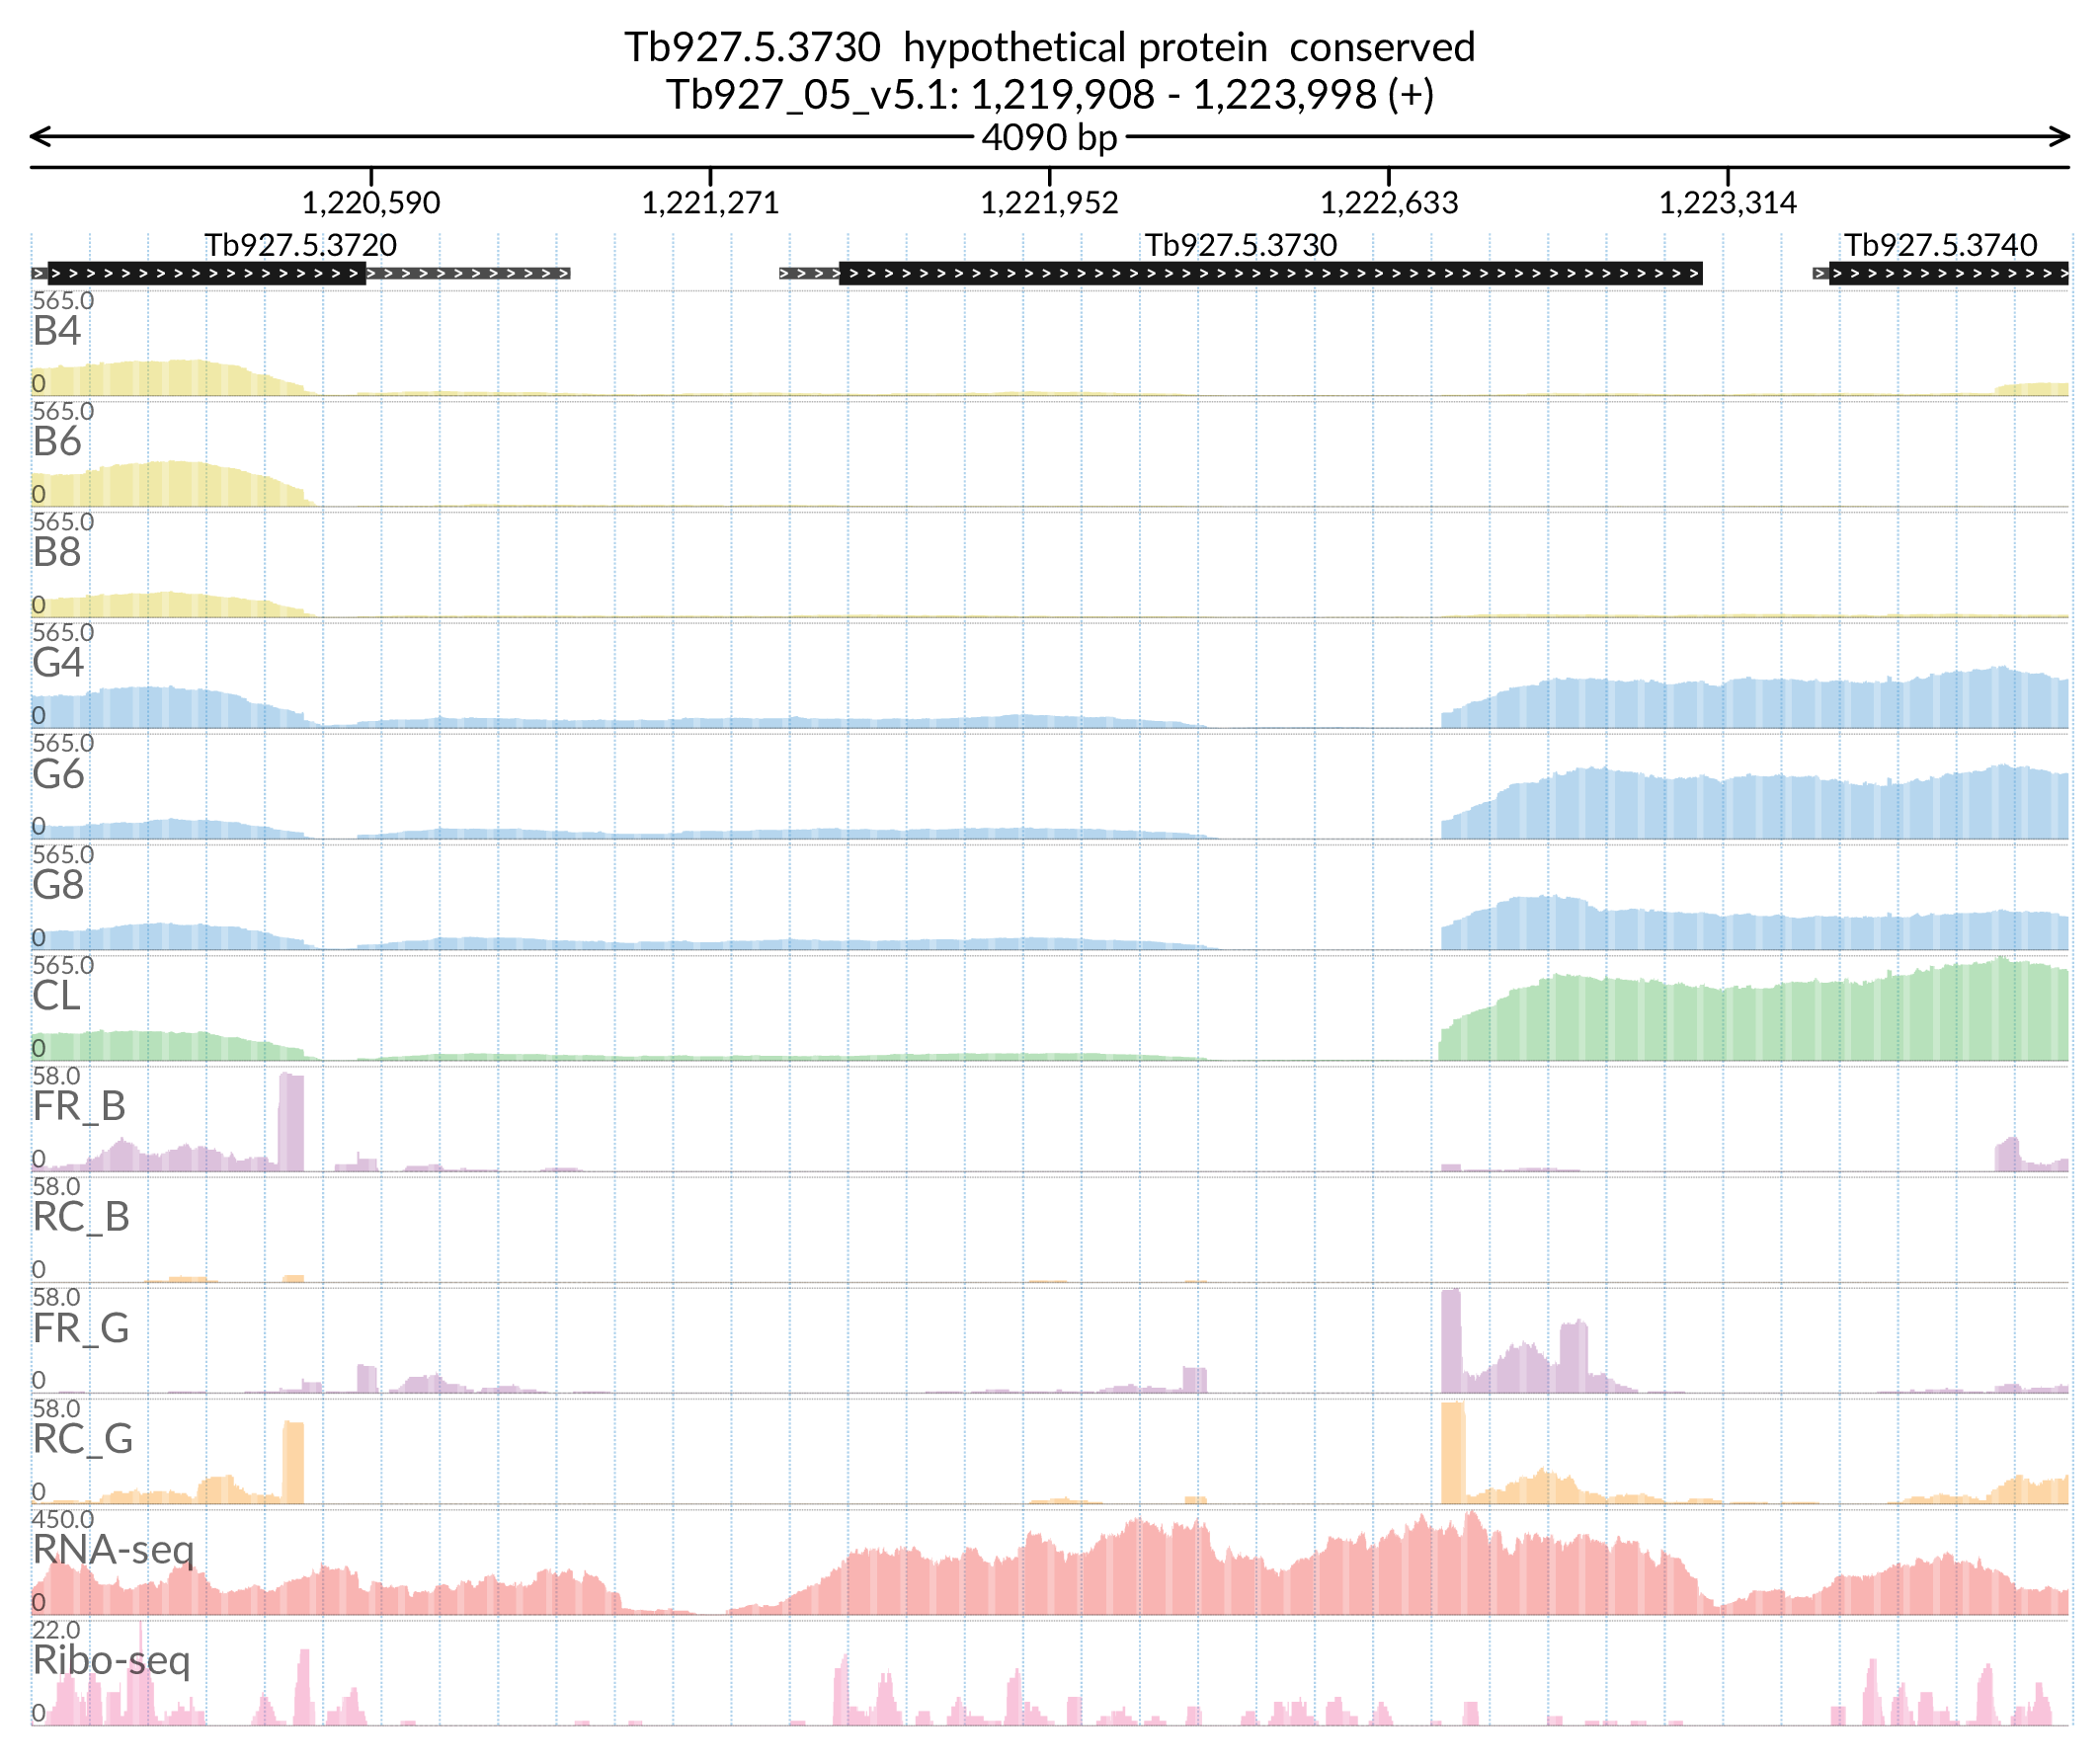 Tb927.5.3730 hypothetical protein conserved
Tb927_05_v5.1: 1,219,908 - 1,223,998 (+)
4090 bp
1,220,590 1,221,271 1,221,952 1,222,633 1,223,314
Tb927.5.3720 Tb927.5.3730 Tb927.5.3740
565.0
B4
0
565.0
B6
0
565.0
B8
0
565.0
G4
0
565.0
G6
0
565.0
G8
0
565.0
CL
0
58.0
FR_B
0
58.0
RC_B
0
58.0
FR_G
0
58.0
RC_G
0
450.0
RNA-seq
0
22.0
Ribo-seq
0